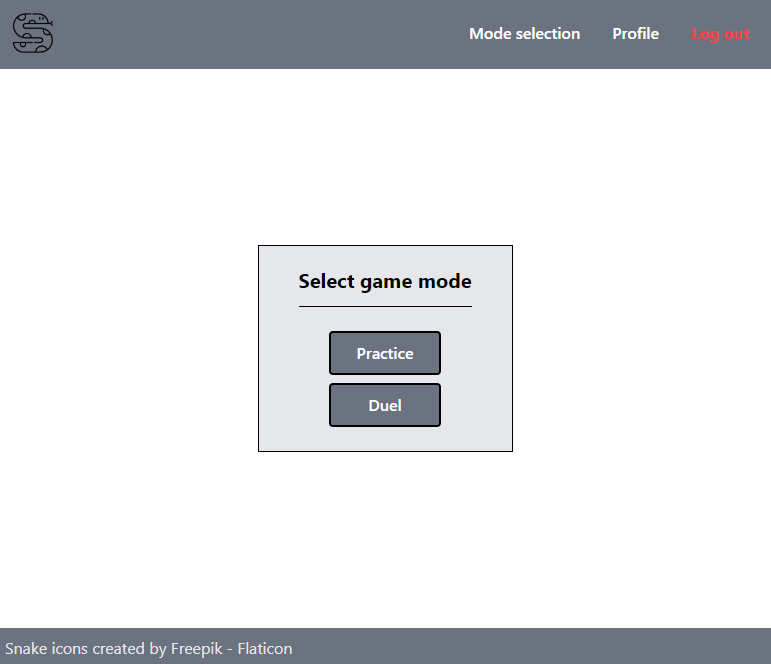 Mode selection Profile Log out
Select game mode
Practice
Duel
Snake icons created by Freepik - Flaticon